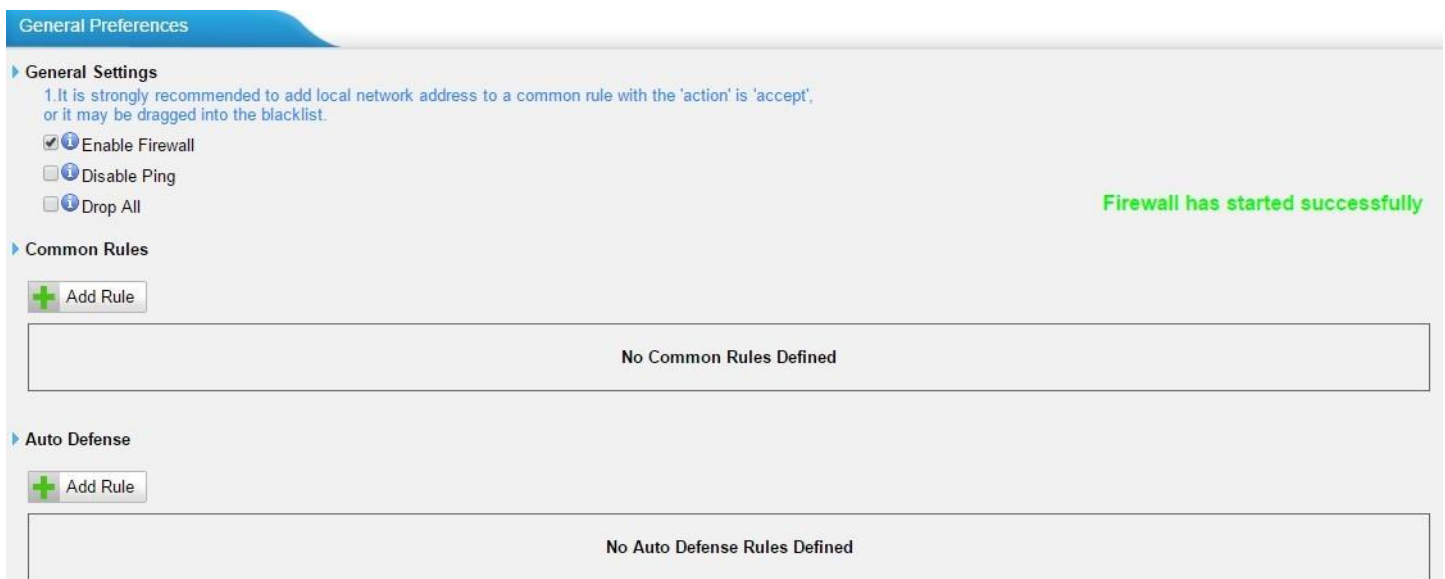 General Preferences
General Settings
1.It is strongly recommended to add local network address to a common rule with the 'action' is 'accept',
or it may be dragged into the blacklist.
Enable Firewall
Disable Ping
Drop All
Firewall has started successfully
Common Rules
Add Rule
No Common Rules Defined
Auto Defense
Add Rule
No Auto Defense Rules Defined